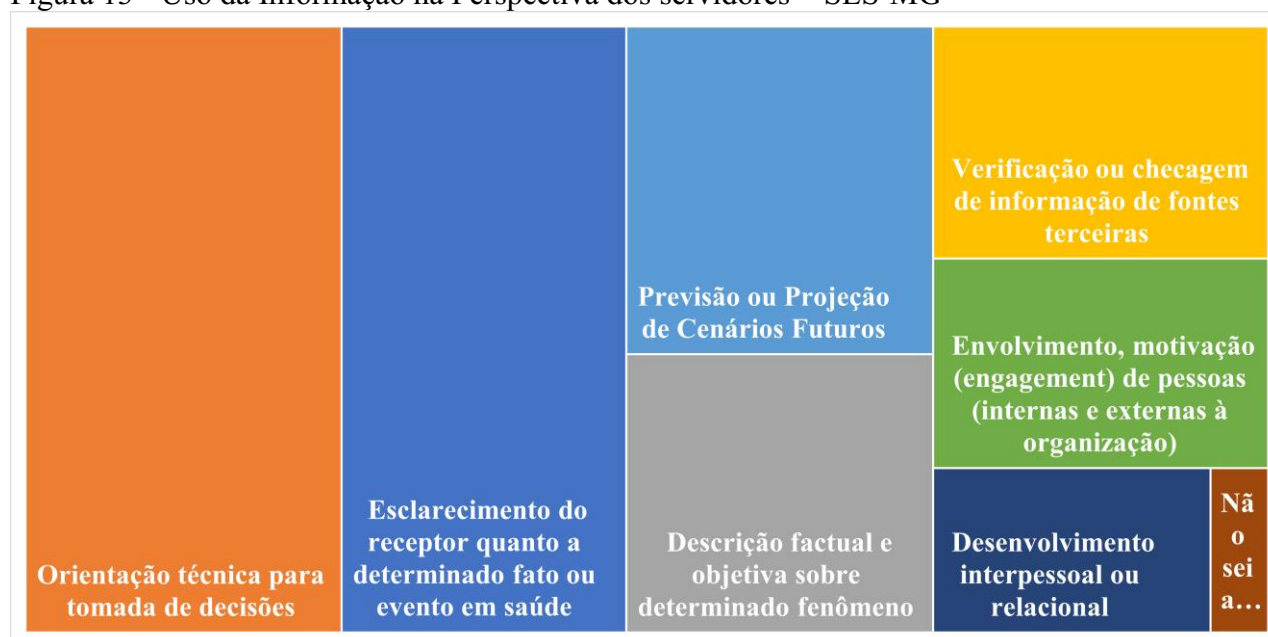 Figura 15 - Uso da Informação na Perspectiva dos servidores – SES-MG
Orientação técnica para
tomada de decisões
Esclarecimento do
receptor quanto a
determinado fato ou
evento em saúde
Previsão ou Projeção
de Cenários Futuros
Descrição factual e
objetiva sobre
determinado fenômeno
Verificação ou checagem
de informação de fontes
terceiras
Envolvimento, motivação
(engagement) de pessoas
(internas e externas à
organização)
Desenvolvimento
interpessoal ou
relacional
Nã
o
sei
a...